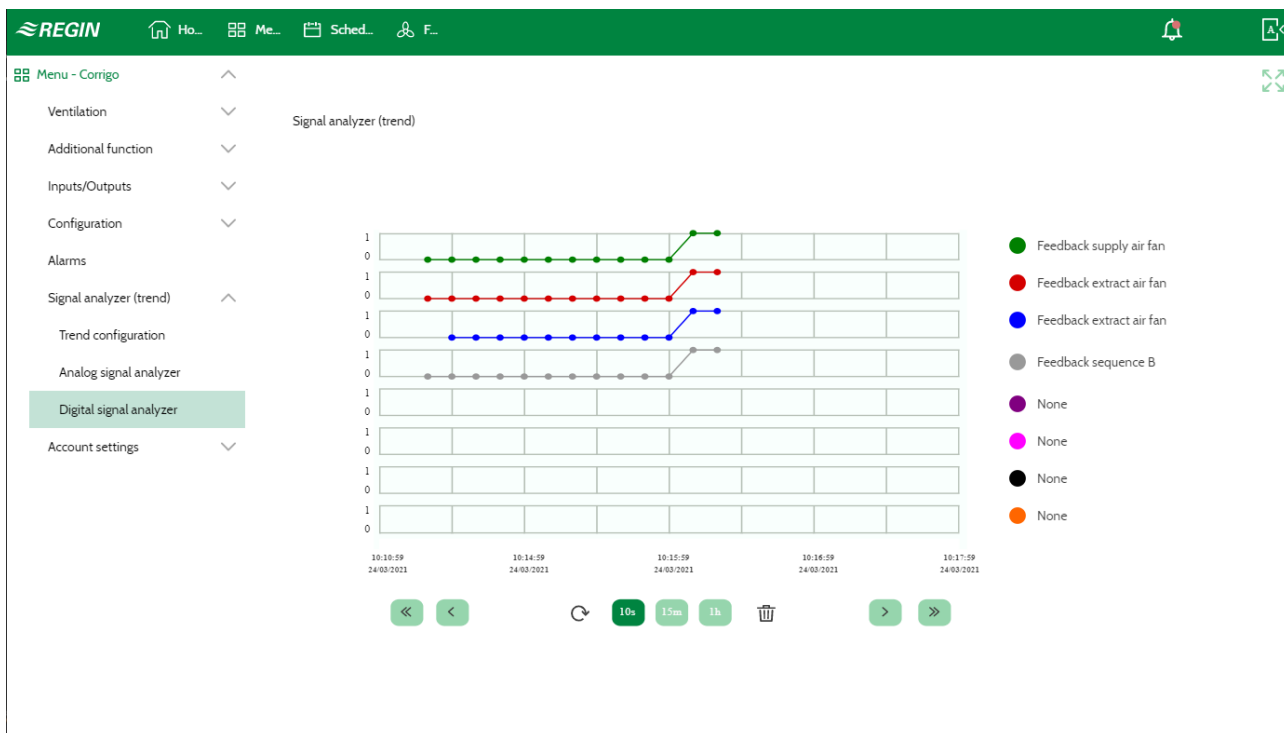 REGIN
Ho...
Me...
Sched...
F...
A
Menu - Corrigo
Ventilation
Additional function
Inputs/Outputs
Configuration
Alarms
Signal analyzer (trend)
Trend configuration
Analog signal analyzer
Digital signal analyzer
Account settings
Signal analyzer (trend)
1
0
1
0
1
0
1
0
1
0
1
0
1
0
1
0
10:10:59
24/03/2021
10:14:59
24/03/2021
10:15:59
24/03/2021
10:16:59
24/03/2021
10:17:59
24/03/2021
Feedback supply air fan
Feedback extract air fan
Feedback extract air fan
Feedback sequence B
None
None
None
None
10s
15m
1h